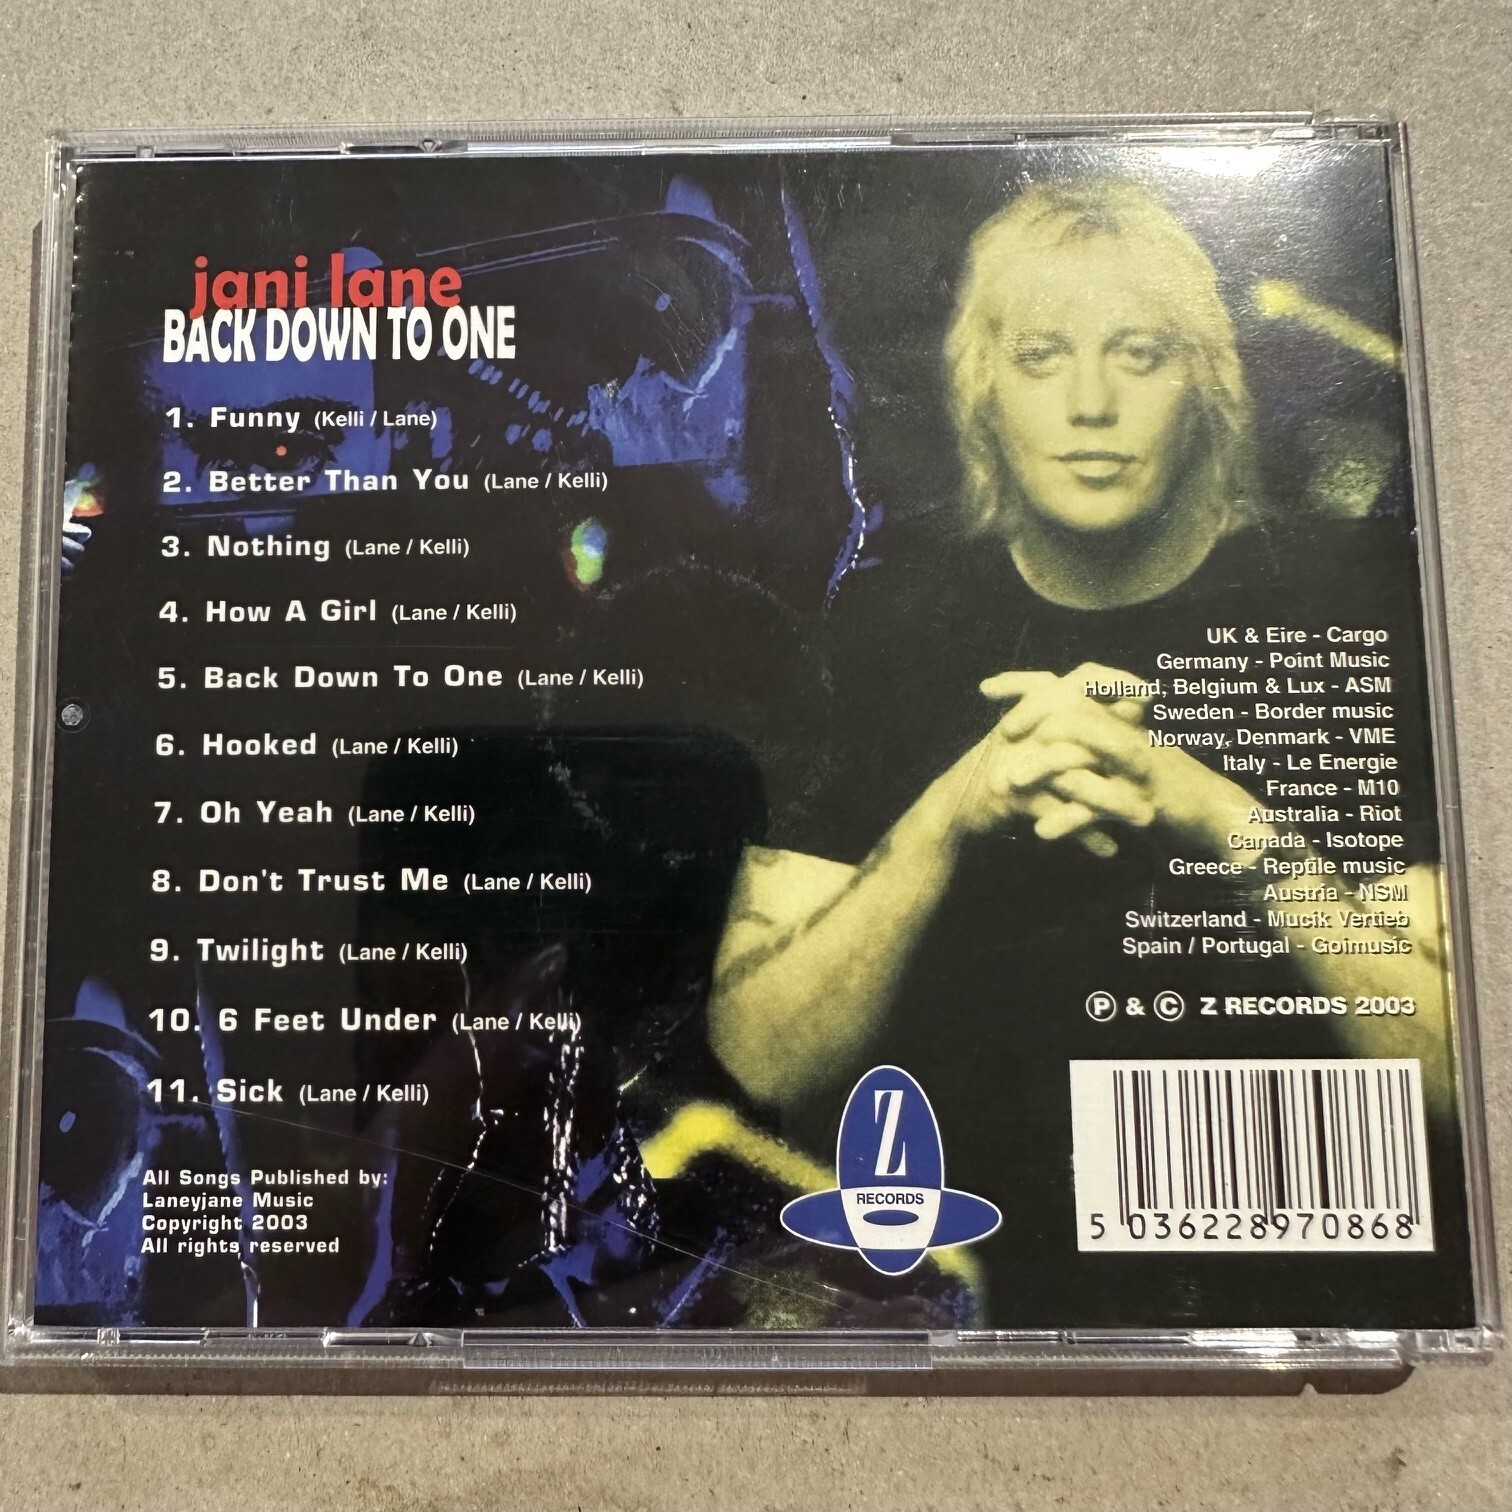 jani lane
BACK DOWN TO ONE
1. Funny (Kelli / Lane)
2. Better Than You (Lane / Kelli)
3. Nothing (Lane / Kelli)
4. How A Girl (Lane / Kelli)
5. Back Down To One (Lane / Kelli)
6. Hooked (Lane / Kelli)
7. Oh Yeah (Lane / Kelli)
8. Don't Trust Me (Lane / Kelli)
9. Twilight (Lane / Kelli)
10. 6 Feet Under (Lane / Kelli)
11. Sick (Lane / Kelli)
All Songs Published by:
Laneyjane Music
Copyright 2003
All rights reserved
UK & Eire - Cargo
Germany - Point Music
Holland, Belgium & Lux - ASM
Sweden - Border music
Norway, Denmark - VME
Italy - Le Energie
France - M10
Australia - Riot
Canada - Isotope
Greece - Reptile music
Austria - NSM
Switzerland - Mucik Vertieb
Spain / Portugal - Goimusic
Ⓟ & Ⓒ Z RECORDS 2003
Z
RECORDS
5 036228 970868